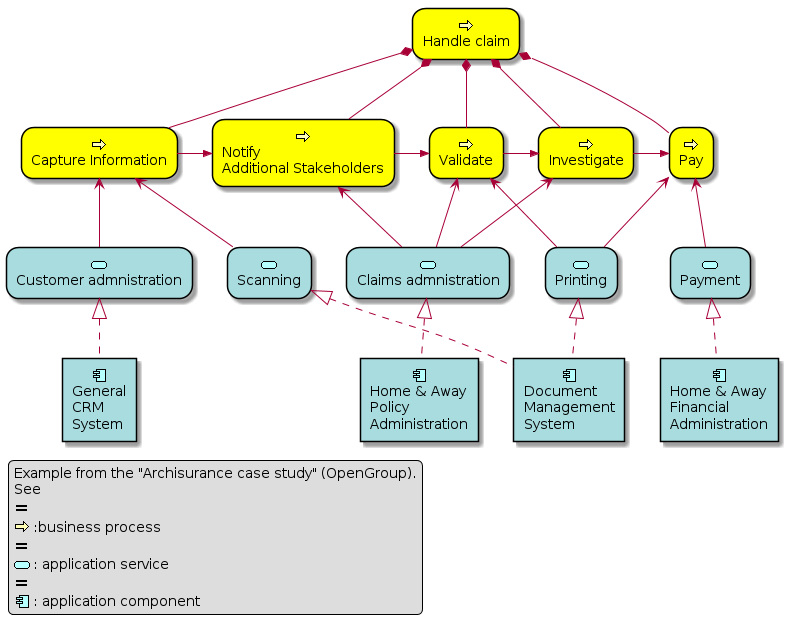 Handle claim
Capture Information
Notify
Additional Stakeholders
Validate
Investigate
Pay
Customer admnistration
Scanning
Claims admnistration
Printing
Payment
General
CRM
System
Home & Away
Policy
Administration
Document
Management
System
Home & Away
Financial
Administration
Example from the "Archisurance case study" (OpenGroup).
See
=
:business process
=
: application service
=
: application component